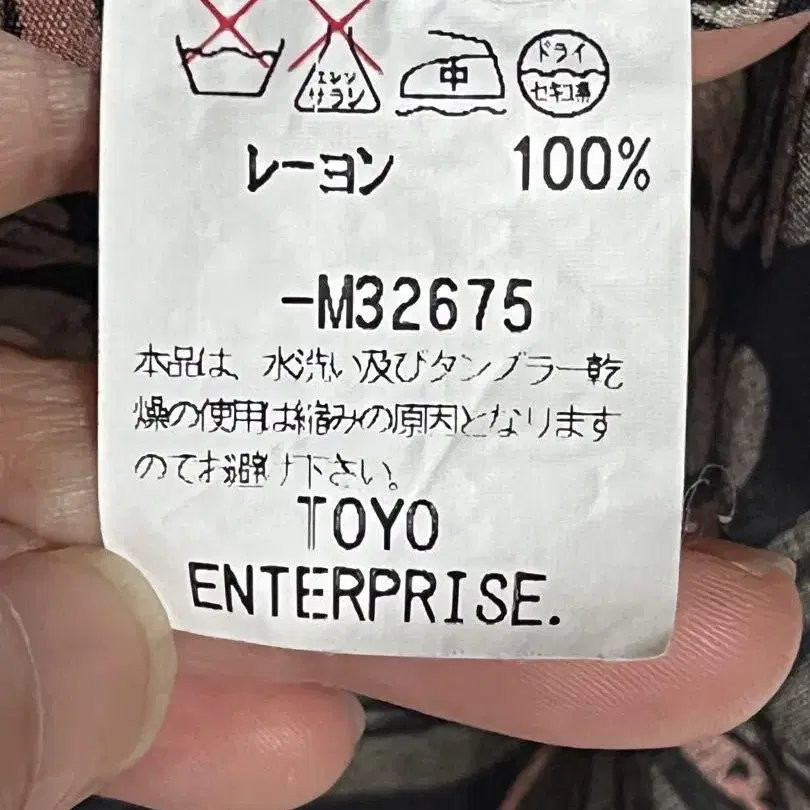 エンソ
サラシ
中
ドライ
セキユ系
レーヨン 100%
-M32675
本品は、水洗い及びタンブラー乾
燥の使用は縮みの原因となります
のでお避け下さい。
TOYO
ENTERPRISE.